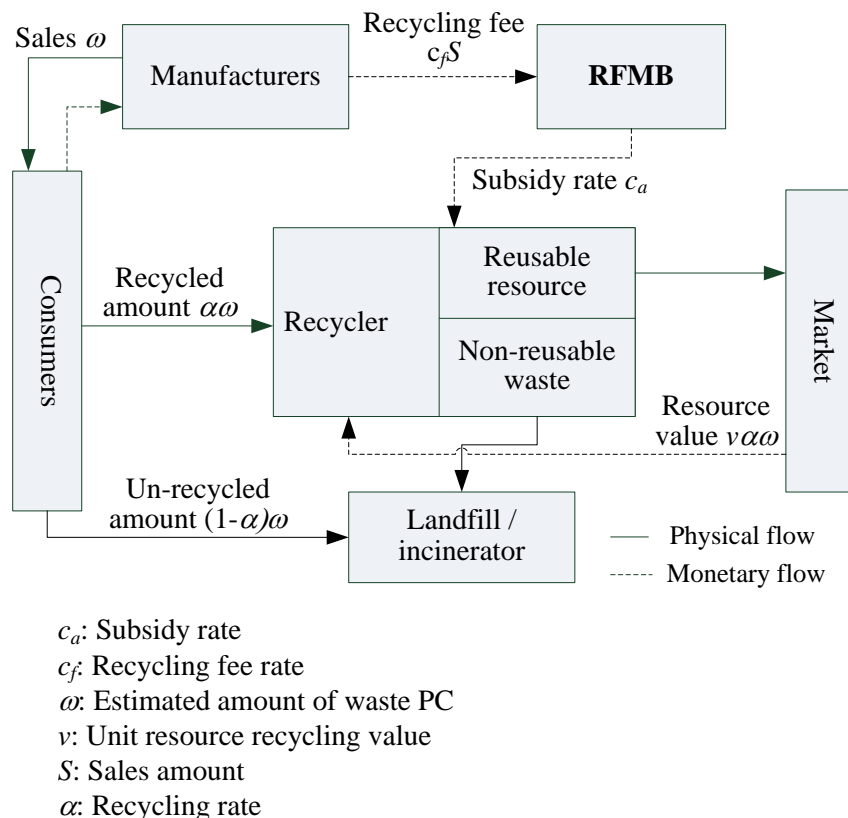 Sales ω
Manufacturers
Recycling fee
c_fS
RFMB
Subsidy rate c_a
Consumers
Recycled
amount αω
Recycler
Reusable
resource
Non-reusable
waste
Market
Resource
value vαω
Un-recycled
amount (1-α)ω
Landfill /
incinerator
Physical flow
Monetary flow
c_a: Subsidy rate
c_f: Recycling fee rate
ω: Estimated amount of waste PC
v: Unit resource recycling value
S: Sales amount
α: Recycling rate